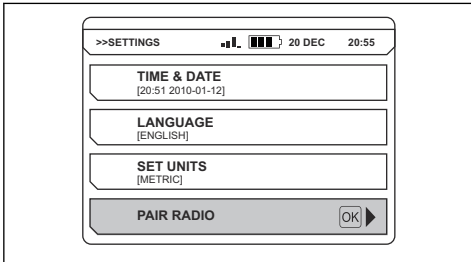 >>SETTINGS 20 DEC 20:55
TIME & DATE
[20:51 2010-01-12]
LANGUAGE
[ENGLISH]
SET UNITS
[METRIC]
PAIR RADIO OK